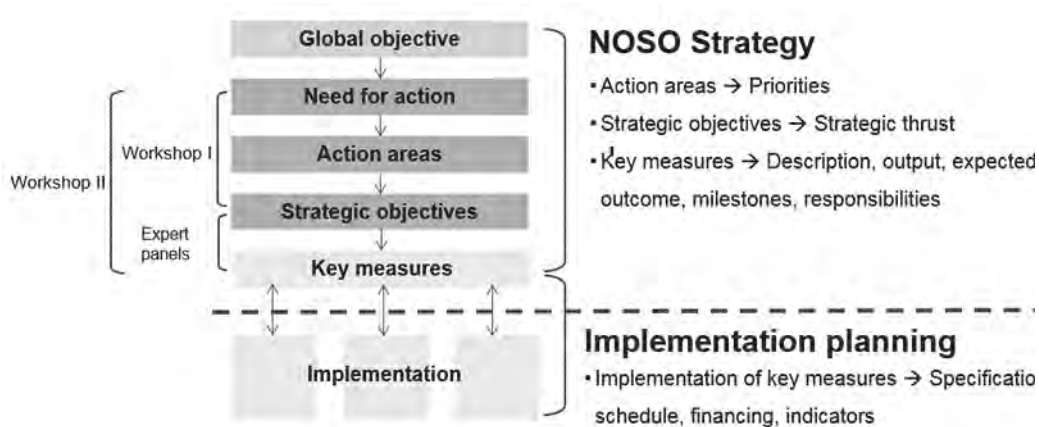 Global objective
Need for action
Action areas
Strategic objectives
Key measures
Implementation
Workshop I
Workshop II
Expert
panels
NOSO Strategy
• Action areas → Priorities
• Strategic objectives → Strategic thrust
• Key measures → Description, output, expected
outcome, milestones, responsibilities
Implementation planning
• Implementation of key measures → Specificatio
schedule, financing, indicators